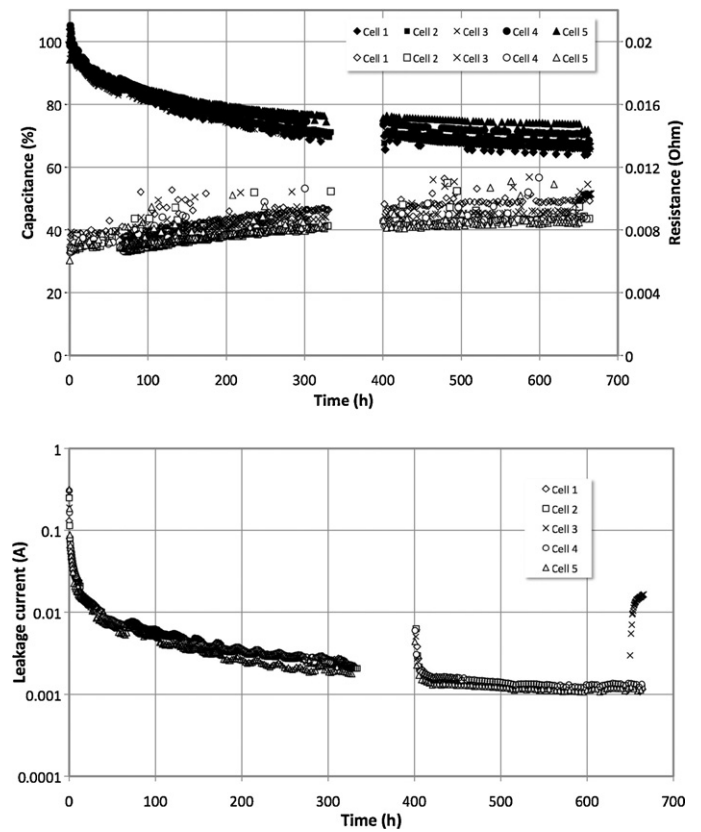 Cell 1 Cell 2 Cell 3 Cell 4 Cell 5
Cell 1 Cell 2 Cell 3 Cell 4 Cell 5
100
80
60
40
20
0
Capacitance (%)
0.02
0.016
0.012
0.008
0.004
0
Resistance (Ohm)
0 100 200 300 400 500 600 700
Time (h)
1
0.1
0.01
0.001
0.0001
Leakage current (A)
Cell 1
Cell 2
Cell 3
Cell 4
Cell 5
0 100 200 300 400 500 600 700
Time (h)